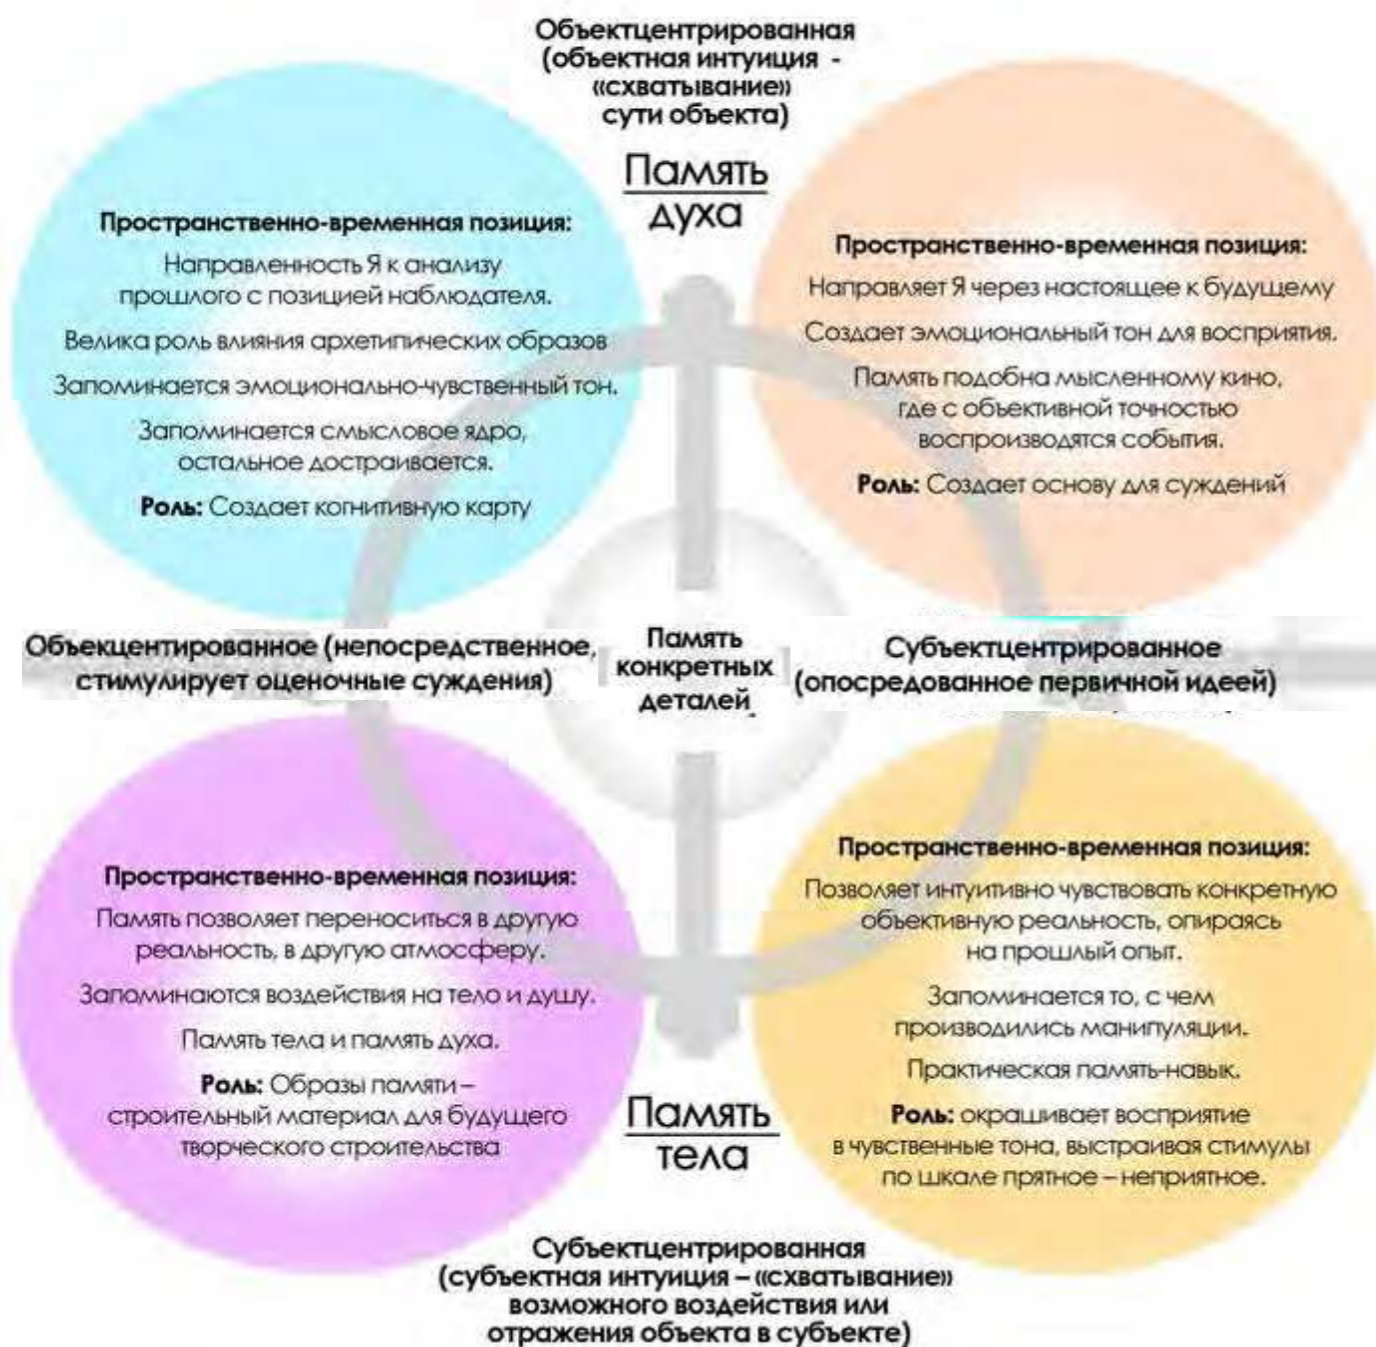 Объектцентрированная
(объектная интуиция -
«схватывание»
сути объекта)
Память
духа
Пространственно-временная позиция:
Направленность Я к анализу
прошлого с позицией наблюдателя.
Велика роль влияния архетипических образов
Запоминается эмоционально-чувственный тон.
Запоминается смысловое ядро,
остальное достраивается.
Роль: Создает когнитивную карту
Пространственно-временная позиция:
Направляет Я через настоящее к будущему
Создает эмоциональный тон для восприятия.
Память подобна мысленному кино,
где с объективной точностью
воспроизводятся события.
Роль: Создает основу для суждений
Объекцентированное (непосредственное,
стимулирует оценочные суждения)
Память
конкретных
деталей
Субъектцентрированное
(опосредованное первичной идеей)
Пространственно-временная позиция:
Память позволяет переноситься в другую
реальность, в другую атмосферу.
Запоминаются воздействия на тело и душу.
Память тела и память духа.
Роль: Образы памяти –
строительный материал для будущего
творческого строительства
Пространственно-временная позиция:
Позволяет интуитивно чувствовать конкретную
объективную реальность, опираясь
на прошлый опыт.
Запоминается то, с чем
производились манипуляции.
Практическая память-навык.
Роль: окрашивает восприятие
в чувственные тона, выстраивая стимулы
по шкале прятное – неприятное.
Память
тела
Субъектцентрированная
(субъектная интуиция – «схватывание»
возможного воздействия или
отражения объекта в субъекте)